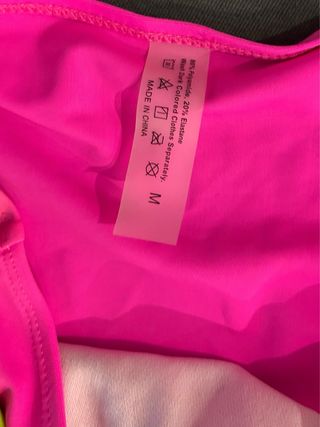 80% Polyamide; 20% Elastane
Wash Dark Colored Clothes Separately.
MADE IN CHINA
M